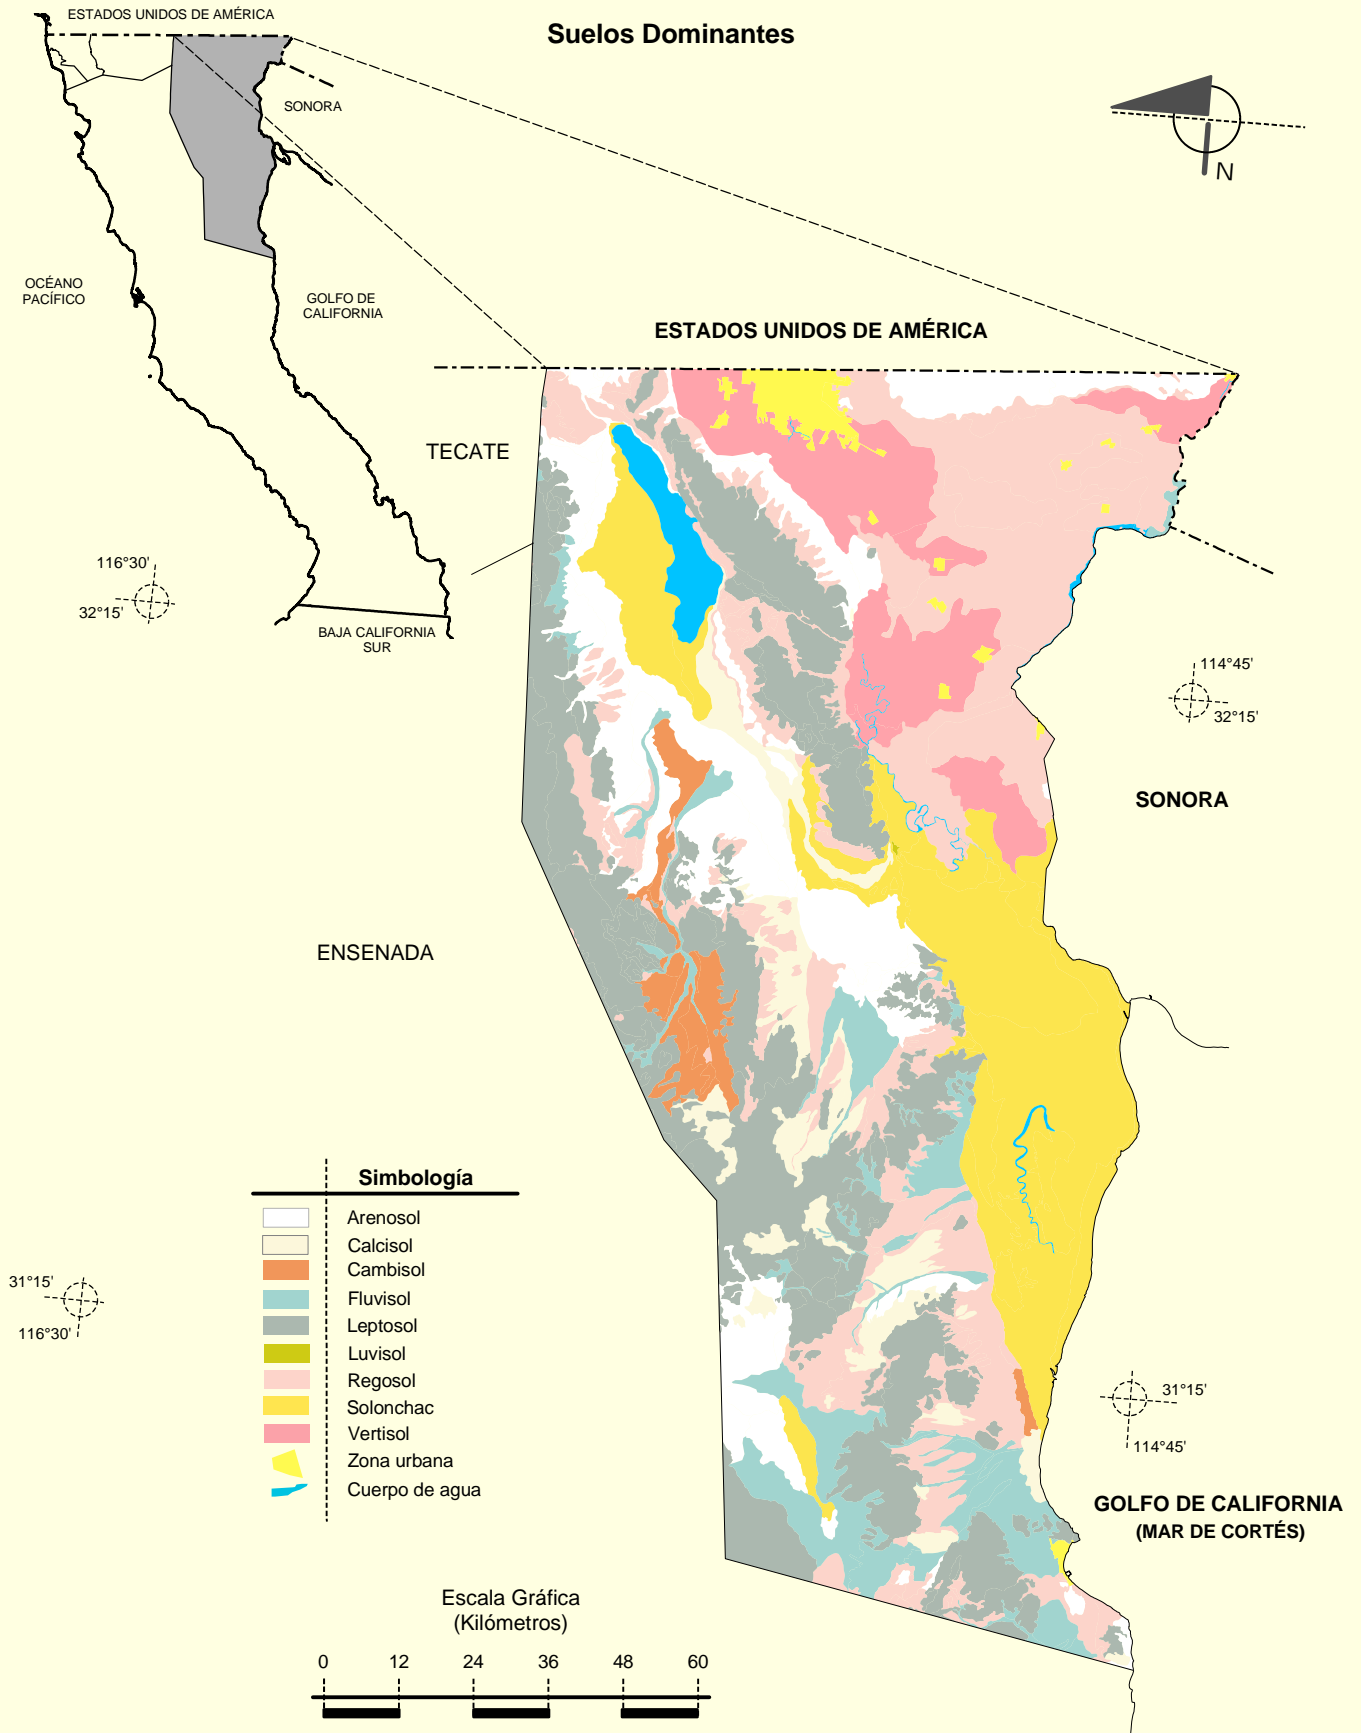 ESTADOS UNIDOS DE AMÉRICA
Suelos Dominantes
SONORA
N
OCÉANO
PACÍFICO
GOLFO DE
CALIFORNIA
ESTADOS UNIDOS DE AMÉRICA
TECATE
116°30'
32°15'
BAJA CALIFORNIA
SUR
114°45'
32°15'
SONORA
ENSENADA
Simbología
Arenosol
Calcisol
Cambisol
Fluvisol
Leptosol
Luvisol
Regosol
Solonchac
Vertisol
Zona urbana
Cuerpo de agua
31°15'
116°30'
31°15'
114°45'
GOLFO DE CALIFORNIA
(MAR DE CORTÉS)
Escala Gráfica
(Kilómetros)
0 12 24 36 48 60